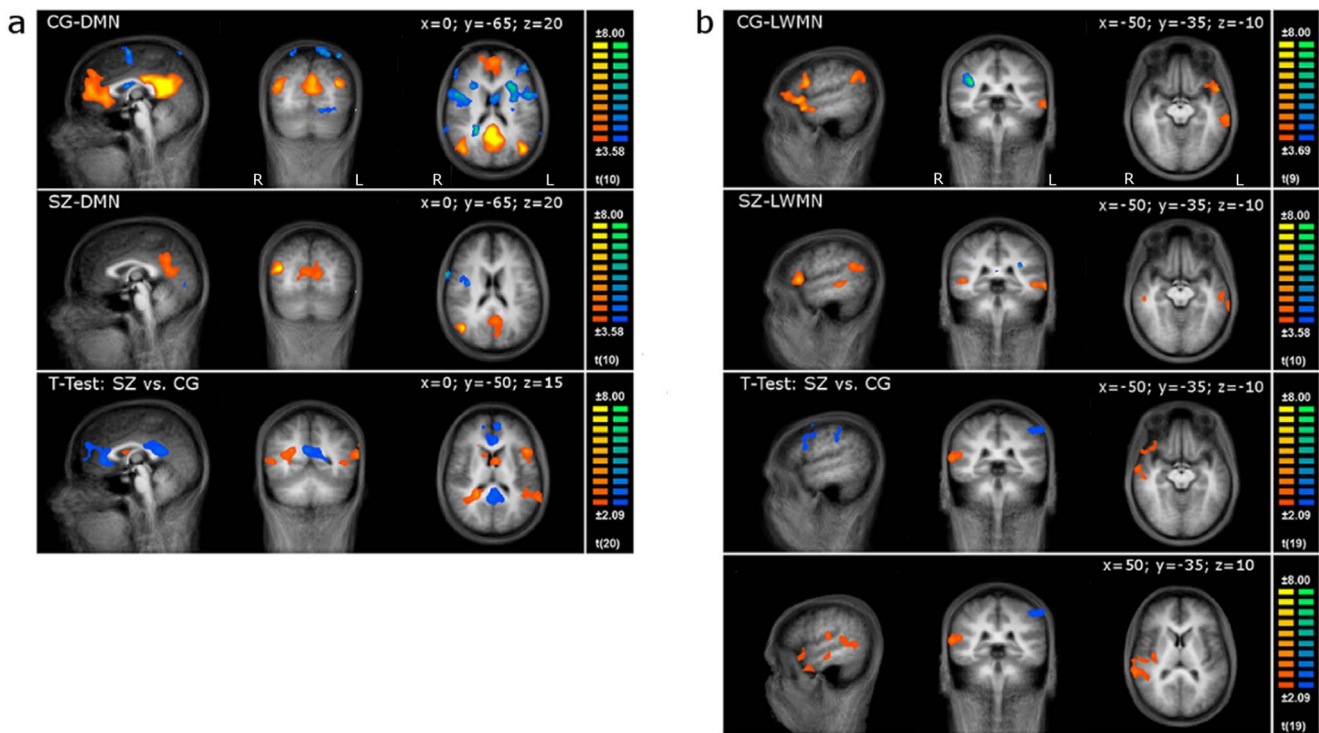 a
CG-DMN x=0; y=-65; z=20
±8.00
±3.58
t(10)
R L R L
SZ-DMN x=0; y=-65; z=20
±8.00
±3.58
t(10)
T-Test: SZ vs. CG x=0; y=-50; z=15
±8.00
±2.09
t(20)
b
CG-LWMN x=-50; y=-35; z=-10
±8.00
±3.69
t(9)
R L R L
SZ-LWMN x=-50; y=-35; z=-10
±8.00
±3.58
t(10)
T-Test: SZ vs. CG x=-50; y=-35; z=-10
±8.00
±2.09
t(19)
x=50; y=-35; z=10
±8.00
±2.09
t(19)